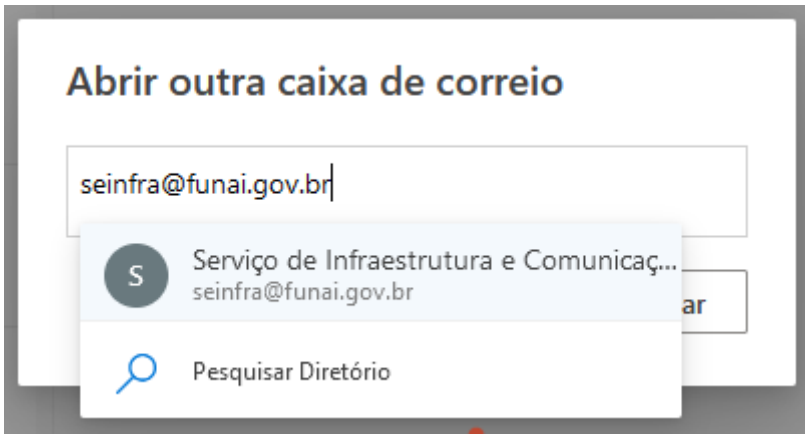 Abrir outra caixa de correio
seinfra@funai.gov.br
S
Serviço de Infraestrutura e Comunicaç...
seinfra@funai.gov.br
ar
Pesquisar Diretório